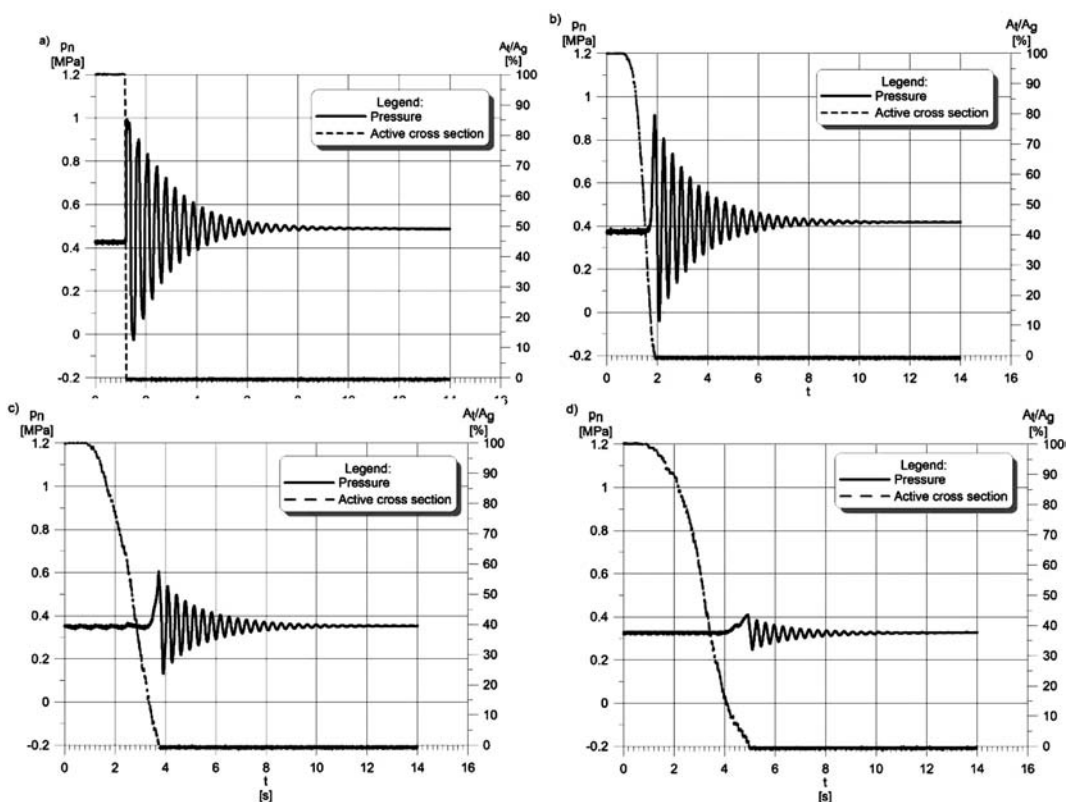 a)
pn
[MPa]
At/Ag
[%]
Legend:
Pressure
Active cross section
1.2
1
0.8
0.6
0.4
0.2
0
-0.2
100
90
80
70
60
50
40
30
20
10
0
b)
pn
[MPa]
At/Ag
[%]
Legend:
Pressure
Active cross section
1.2
1
0.8
0.6
0.4
0.2
0
-0.2
100
90
80
70
60
50
40
30
20
10
0
0 2 4 6 8 10 12 14 16
t
c)
pn
[MPa]
At/Ag
[%]
Legend:
Pressure
Active cross section
1.2
1
0.8
0.6
0.4
0.2
0
-0.2
100
90
80
70
60
50
40
30
20
10
0
0 2 4 6 8 10 12 14 16
t
[s]
d)
pn
[MPa]
At/Ag
[%]
Legend:
Pressure
Active cross section
1.2
1
0.8
0.6
0.4
0.2
0
-0.2
100
90
80
70
60
50
40
30
20
10
0
0 2 4 6 8 10 12 14 16
t
[s]